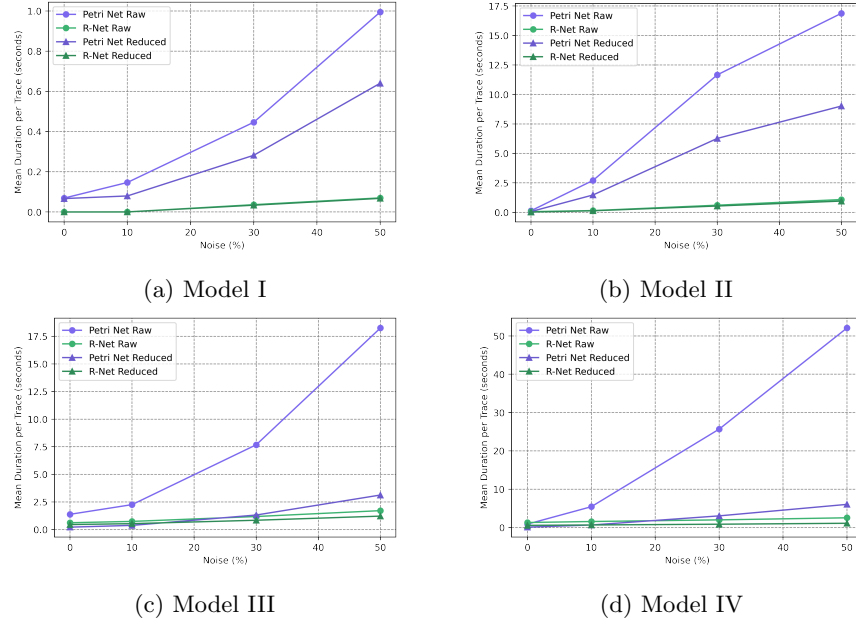 1.0
0.8
0.6
0.4
0.2
0.0
Mean Duration per Trace (seconds)
Petri Net Raw
R-Net Raw
Petri Net Reduced
R-Net Reduced
0 10 20 30 40 50
Noise (%)
(a) Model I
17.5
15.0
12.5
10.0
7.5
5.0
2.5
0.0
Mean Duration per Trace (seconds)
Petri Net Raw
R-Net Raw
Petri Net Reduced
R-Net Reduced
0 10 20 30 40 50
Noise (%)
(b) Model II
17.5
15.0
12.5
10.0
7.5
5.0
2.5
0.0
Mean Duration per Trace (seconds)
Petri Net Raw
R-Net Raw
Petri Net Reduced
R-Net Reduced
0 10 20 30 40 50
Noise (%)
(c) Model III
50
40
30
20
10
0
Mean Duration per Trace (seconds)
Petri Net Raw
R-Net Raw
Petri Net Reduced
R-Net Reduced
0 10 20 30 40 50
Noise (%)
(d) Model IV